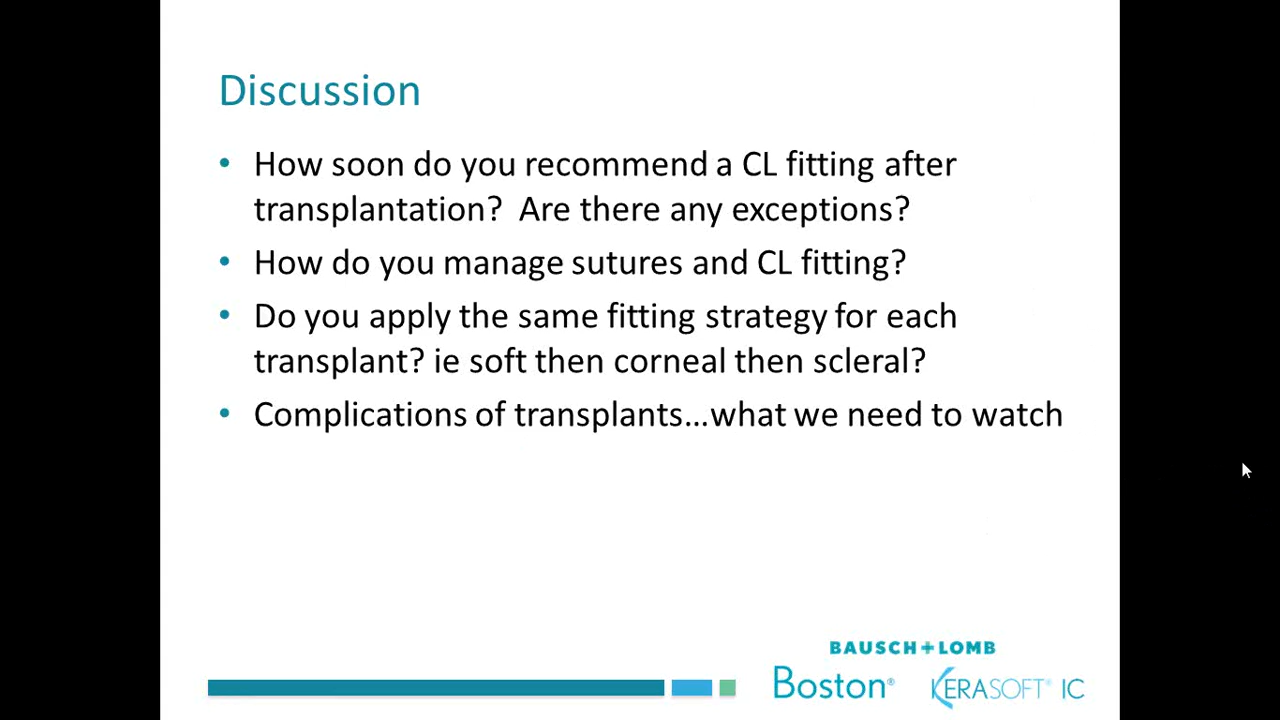 Discussion
• How soon do you recommend a CL fitting after
transplantation?  Are there any exceptions?
• How do you manage sutures and CL fitting?
• Do you apply the same fitting strategy for each
transplant? ie soft then corneal then scleral?
• Complications of transplants...what we need to watch
BAUSCH+LOMB
Boston® KERASOFT® IC